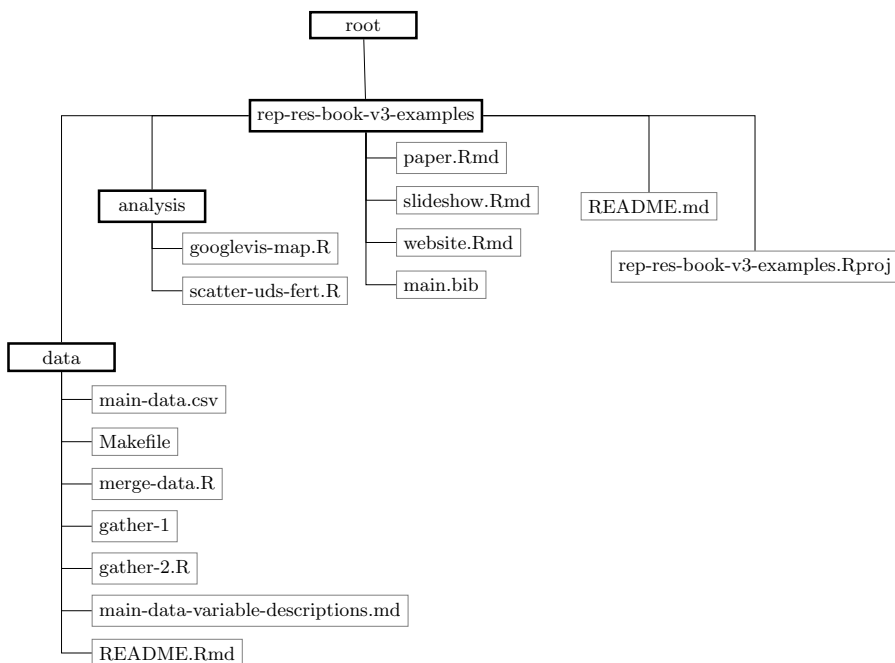 root
rep-res-book-v3-examples
paper.Rmd
slideshow.Rmd
website.Rmd
main.bib
README.md
rep-res-book-v3-examples.Rproj
analysis
googlevis-map.R
scatter-uds-fert.R
data
main-data.csv
Makefile
merge-data.R
gather-1
gather-2.R
main-data-variable-descriptions.md
README.Rmd